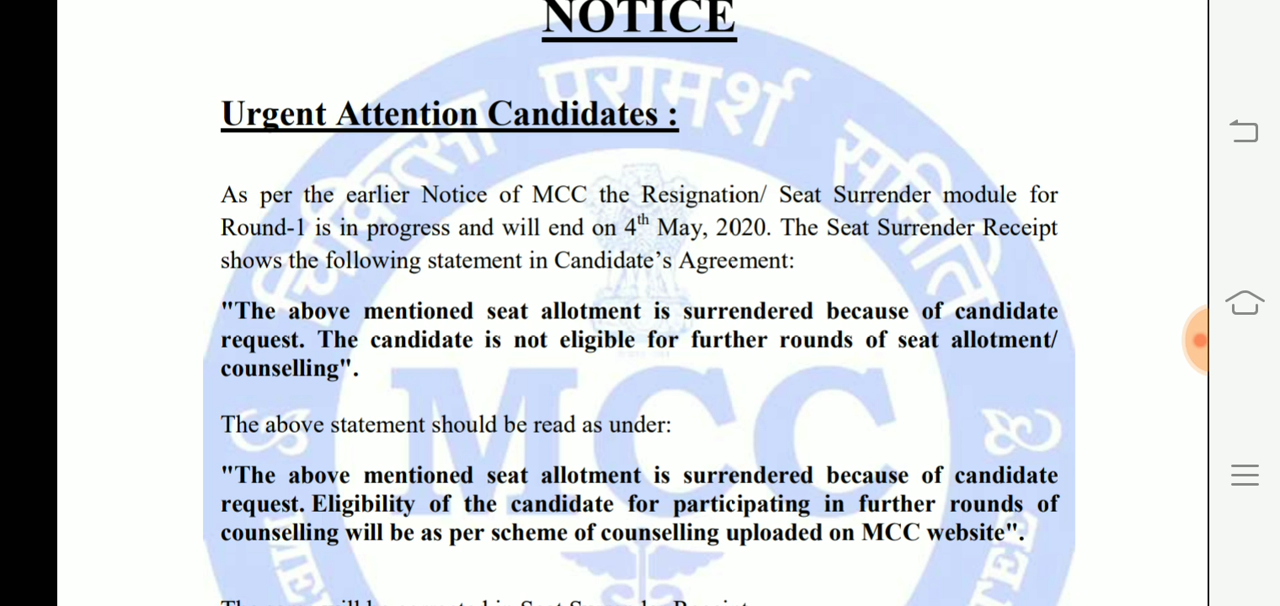 NOTICE
Urgent Attention Candidates :
As per the earlier Notice of MCC the Resignation/ Seat Surrender module for
Round-1 is in progress and will end on 4th May, 2020. The Seat Surrender Receipt
shows the following statement in Candidate's Agreement:
"The above mentioned seat allotment is surrendered because of candidate
request. The candidate is not eligible for further rounds of seat allotment/
counselling".
The above statement should be read as under:
"The above mentioned seat allotment is surrendered because of candidate
request. Eligibility of the candidate for participating in further rounds of
counselling will be as per scheme of counselling uploaded on MCC website".
चिकित्सा परामर्श समिति
MCC